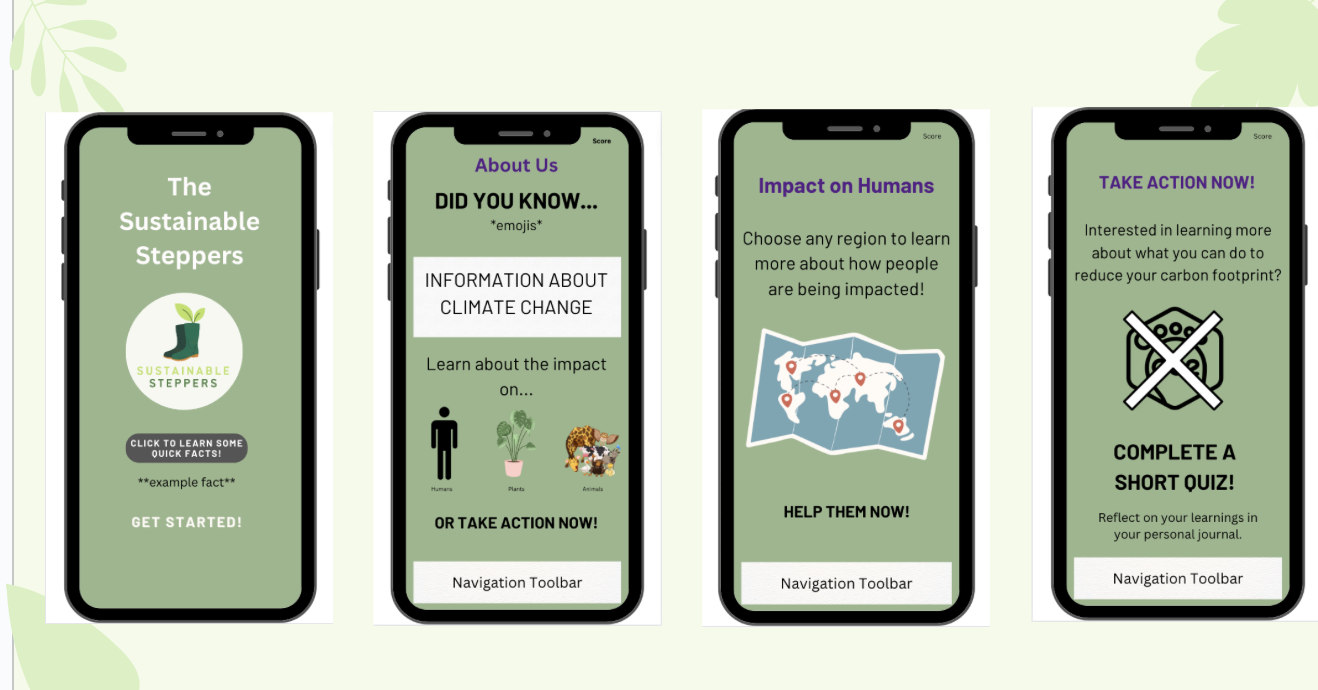 The
Sustainable
Steppers
SUSTAINABLE
STEPPERS
CLICK TO LEARN SOME
QUICK FACTS!
**example fact**
GET STARTED!
Score
About Us
DID YOU KNOW...
*emojis*
INFORMATION ABOUT
CLIMATE CHANGE
Learn about the impact
on...
Humans
Plants
Animals
OR TAKE ACTION NOW!
Navigation Toolbar
Score
Impact on Humans
Choose any region to learn
more about how people
are being impacted!
HELP THEM NOW!
Navigation Toolbar
Score
TAKE ACTION NOW!
Interested in learning more
about what you can do to
reduce your carbon footprint?
COMPLETE A
SHORT QUIZ!
Reflect on your learnings in
your personal journal.
Navigation Toolbar